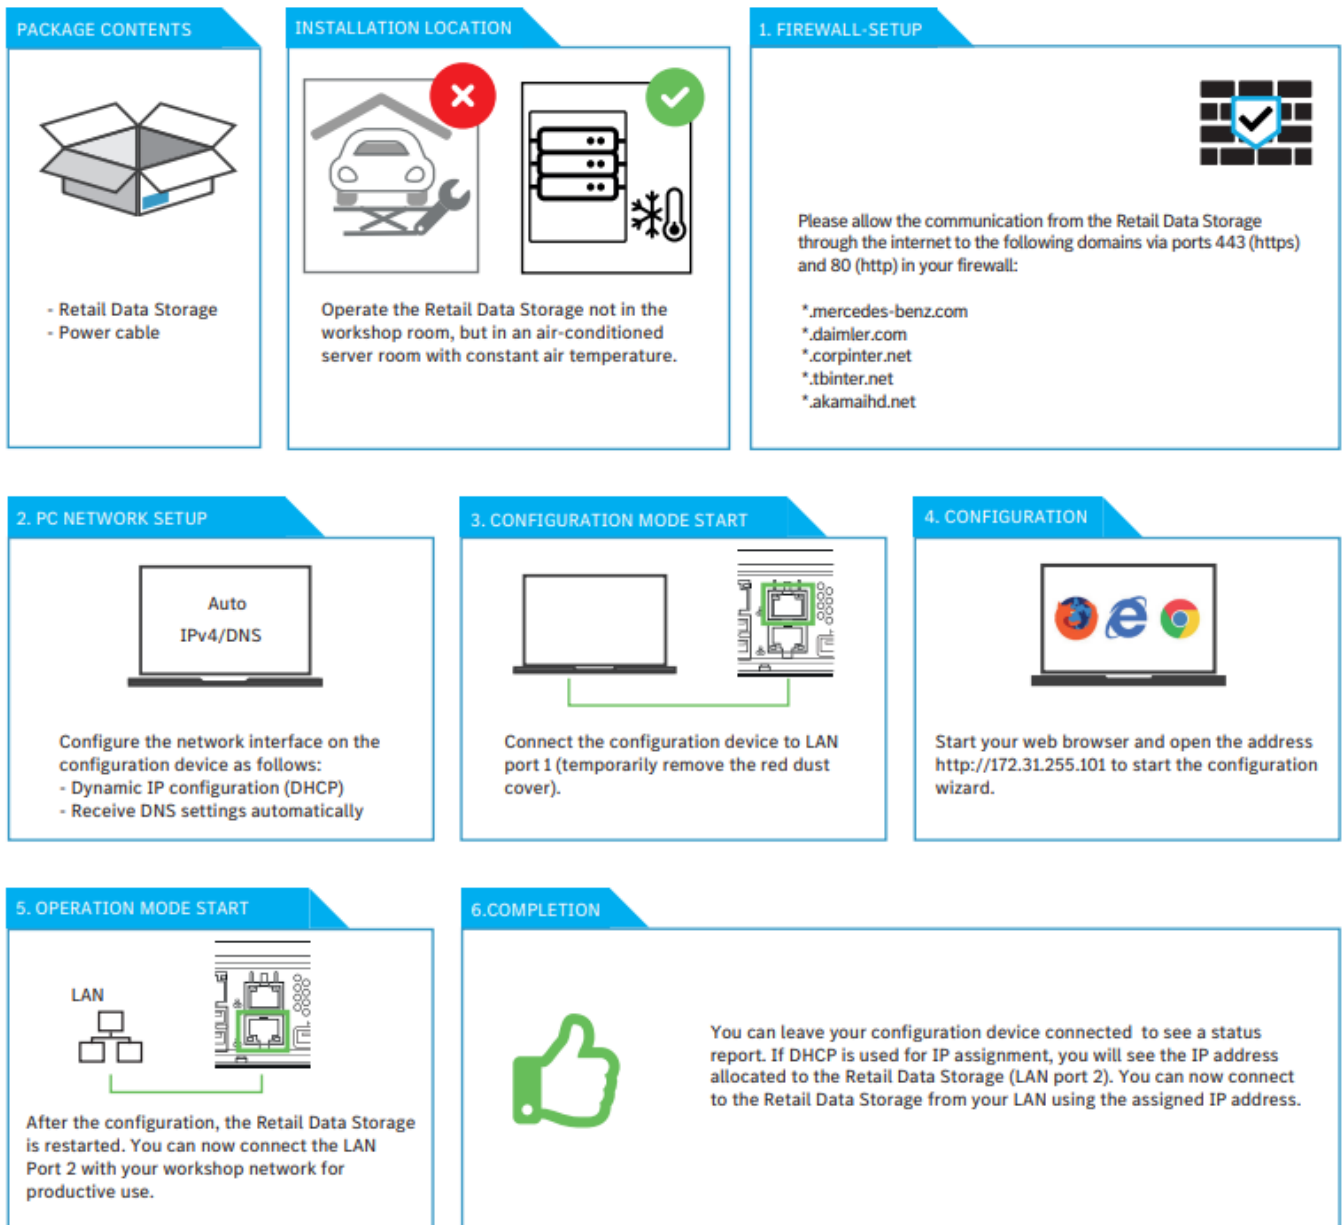 PACKAGE CONTENTS
- Retail Data Storage
- Power cable
INSTALLATION LOCATION
Operate the Retail Data Storage not in the
workshop room, but in an air-conditioned
server room with constant air temperature.
1. FIREWALL-SETUP
Please allow the communication from the Retail Data Storage
through the internet to the following domains via ports 443 (https)
and 80 (http) in your firewall:
*.mercedes-benz.com
*.daimler.com
*.corpinter.net
*.tbinter.net
*.akamaihd.net
2. PC NETWORK SETUP
Auto
IPv4/DNS
Configure the network interface on the
configuration device as follows:
- Dynamic IP configuration (DHCP)
- Receive DNS settings automatically
3. CONFIGURATION MODE START
Connect the configuration device to LAN
port 1 (temporarily remove the red dust
cover).
4. CONFIGURATION
Start your web browser and open the address
http://172.31.255.101 to start the configuration
wizard.
5. OPERATION MODE START
LAN
After the configuration, the Retail Data Storage
is restarted. You can now connect the LAN
Port 2 with your workshop network for
productive use.
6.COMPLETION
You can leave your configuration device connected to see a status
report. If DHCP is used for IP assignment, you will see the IP address
allocated to the Retail Data Storage (LAN port 2). You can now connect
to the Retail Data Storage from your LAN using the assigned IP address.